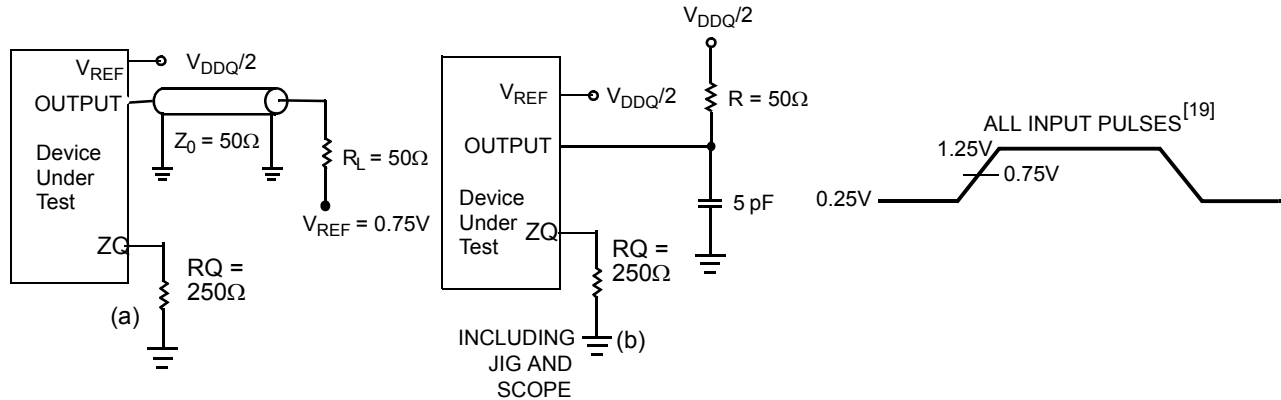 V_REF
V_DDQ/2
OUTPUT
Z_0 = 50Ω
Device
Under
Test
R_L = 50Ω
V_REF = 0.75V
ZQ
RQ =
250Ω
(a)
V_DDQ/2
V_REF
V_DDQ/2
R = 50Ω
OUTPUT
Device
Under
Test
5 pF
ZQ
RQ =
250Ω
INCLUDING
JIG AND
SCOPE
(b)
ALL INPUT PULSES[19]
1.25V
0.75V
0.25V